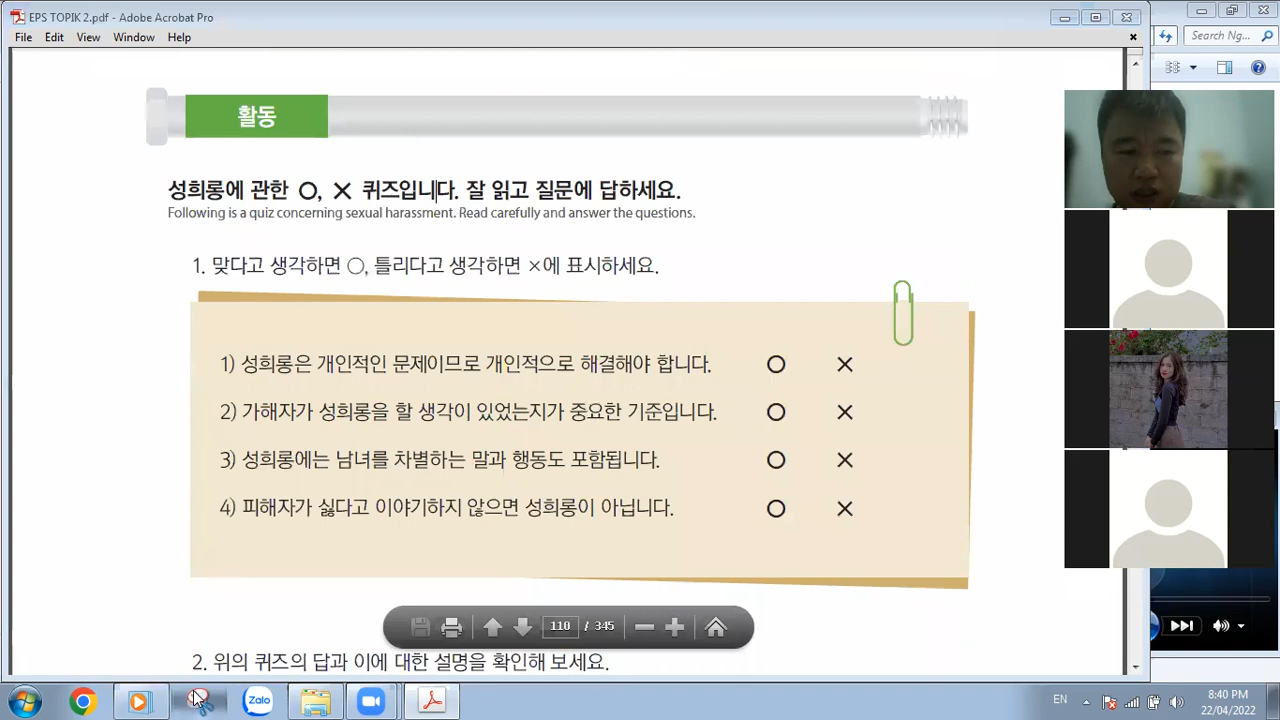 EPS TOPIK 2.pdf - Adobe Acrobat Pro
File Edit View Window Help
Search Ng...
활동
성희롱에 관한 ○, × 퀴즈입니다. 잘 읽고 질문에 답하세요.
Following is a quiz concerning sexual harassment. Read carefully and answer the questions.
1. 맞다고 생각하면 ○, 틀리다고 생각하면 ×에 표시하세요.
1) 성희롱은 개인적인 문제이므로 개인적으로 해결해야 합니다. ○ ×
2) 가해자가 성희롱을 할 생각이 있었는지가 중요한 기준입니다. ○ ×
3) 성희롱에는 남녀를 차별하는 말과 행동도 포함됩니다. ○ ×
4) 피해자가 싫다고 이야기하지 않으면 성희롱이 아닙니다. ○ ×
110 / 345
2. 위의 퀴즈의 답과 이에 대한 설명을 확인해 보세요.
Zalo
EN
8:40 PM
22/04/2022